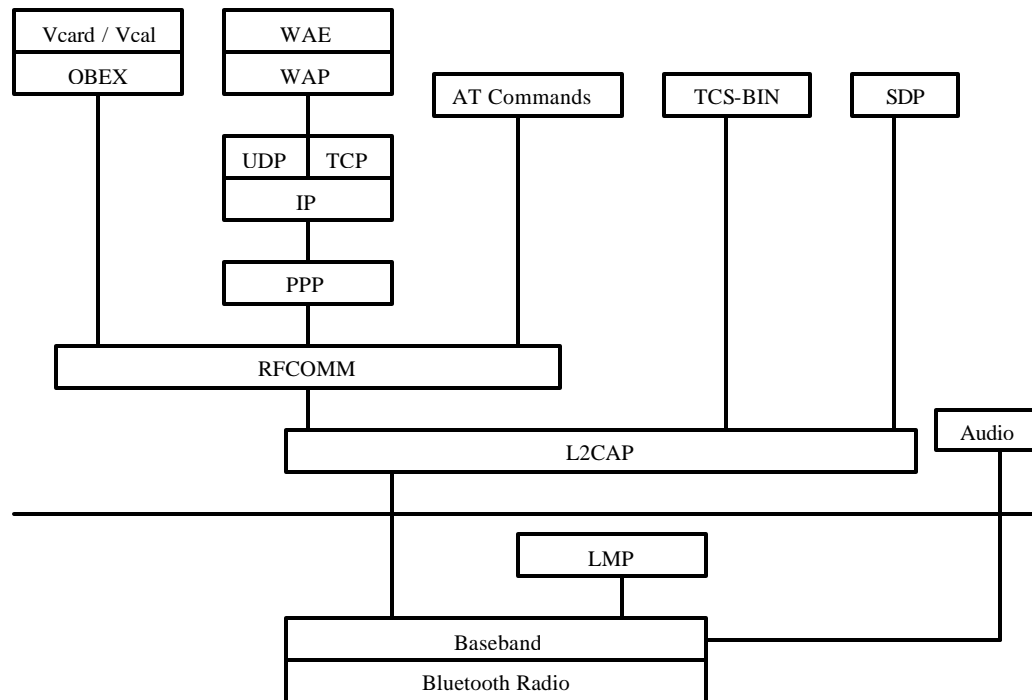 Vcard / Vcal
WAE
OBEX
WAP
AT Commands
TCS-BIN
SDP
UDP
TCP
IP
PPP
RFCOMM
Audio
L2CAP
LMP
Baseband
Bluetooth Radio